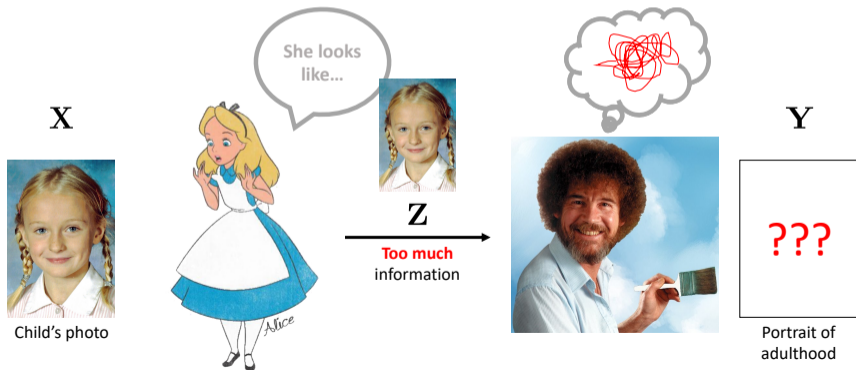 She looks
like...
X
Z
Y
Too much
information
Alice
???
Child's photo
Portrait of
adulthood